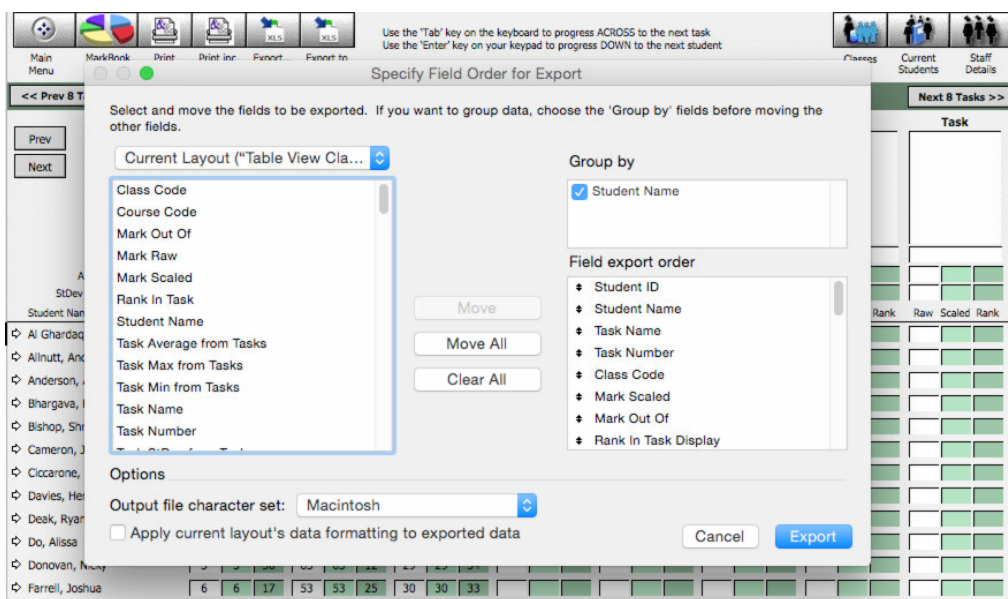 Use the 'Tab' key on the keyboard to progress ACROSS to the next task
Use the 'Enter' key on your keypad to progress DOWN to the next student
XLS
XLS
Main
Menu
MarkBook
Print
Print inc
Export...
Export to
Classes
Current
Students
Staff
Details
Specify Field Order for Export
<< Prev 8 T
Next 8 Tasks >>
Select and move the fields to be exported. If you want to group data, choose the 'Group by' fields before moving the
other fields.
Task
Prev
Next
Current Layout ("Table View Cla...
Group by
Student Name
Class Code
Course Code
Mark Out Of
Mark Raw
Mark Scaled
Rank In Task
Student Name
Task Average from Tasks
Task Max from Tasks
Task Min from Tasks
Task Name
Task Number
Move
Move All
Clear All
Field export order
Student ID
Student Name
Task Name
Task Number
Class Code
Mark Scaled
Mark Out Of
Rank In Task Display
A
StDev
Student Nan
Rank
Raw Scaled Rank
Al Ghardaq
Allnutt, And
Anderson,
Bhargava,
Bishop, Shr
Cameron, J
Ciccarone,
Davies, Her
Deak, Ryan
Do, Alissa
Donovan, Nicky
Farrell, Joshua
6 6 17 53 53 25 30 30 33
Options
Output file character set: Macintosh
Apply current layout's data formatting to exported data
Cancel
Export